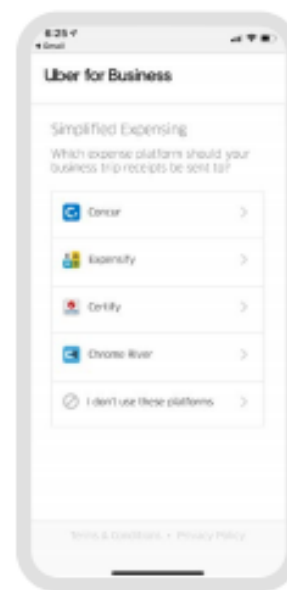 8:25
Gmail
Uber for Business
Simplified Expensing
Which expense platform should your
business trip receipts be sent to?
Concur
Expensify
Certify
Chrome River
I don't use these platforms
Terms & Conditions • Privacy Policy